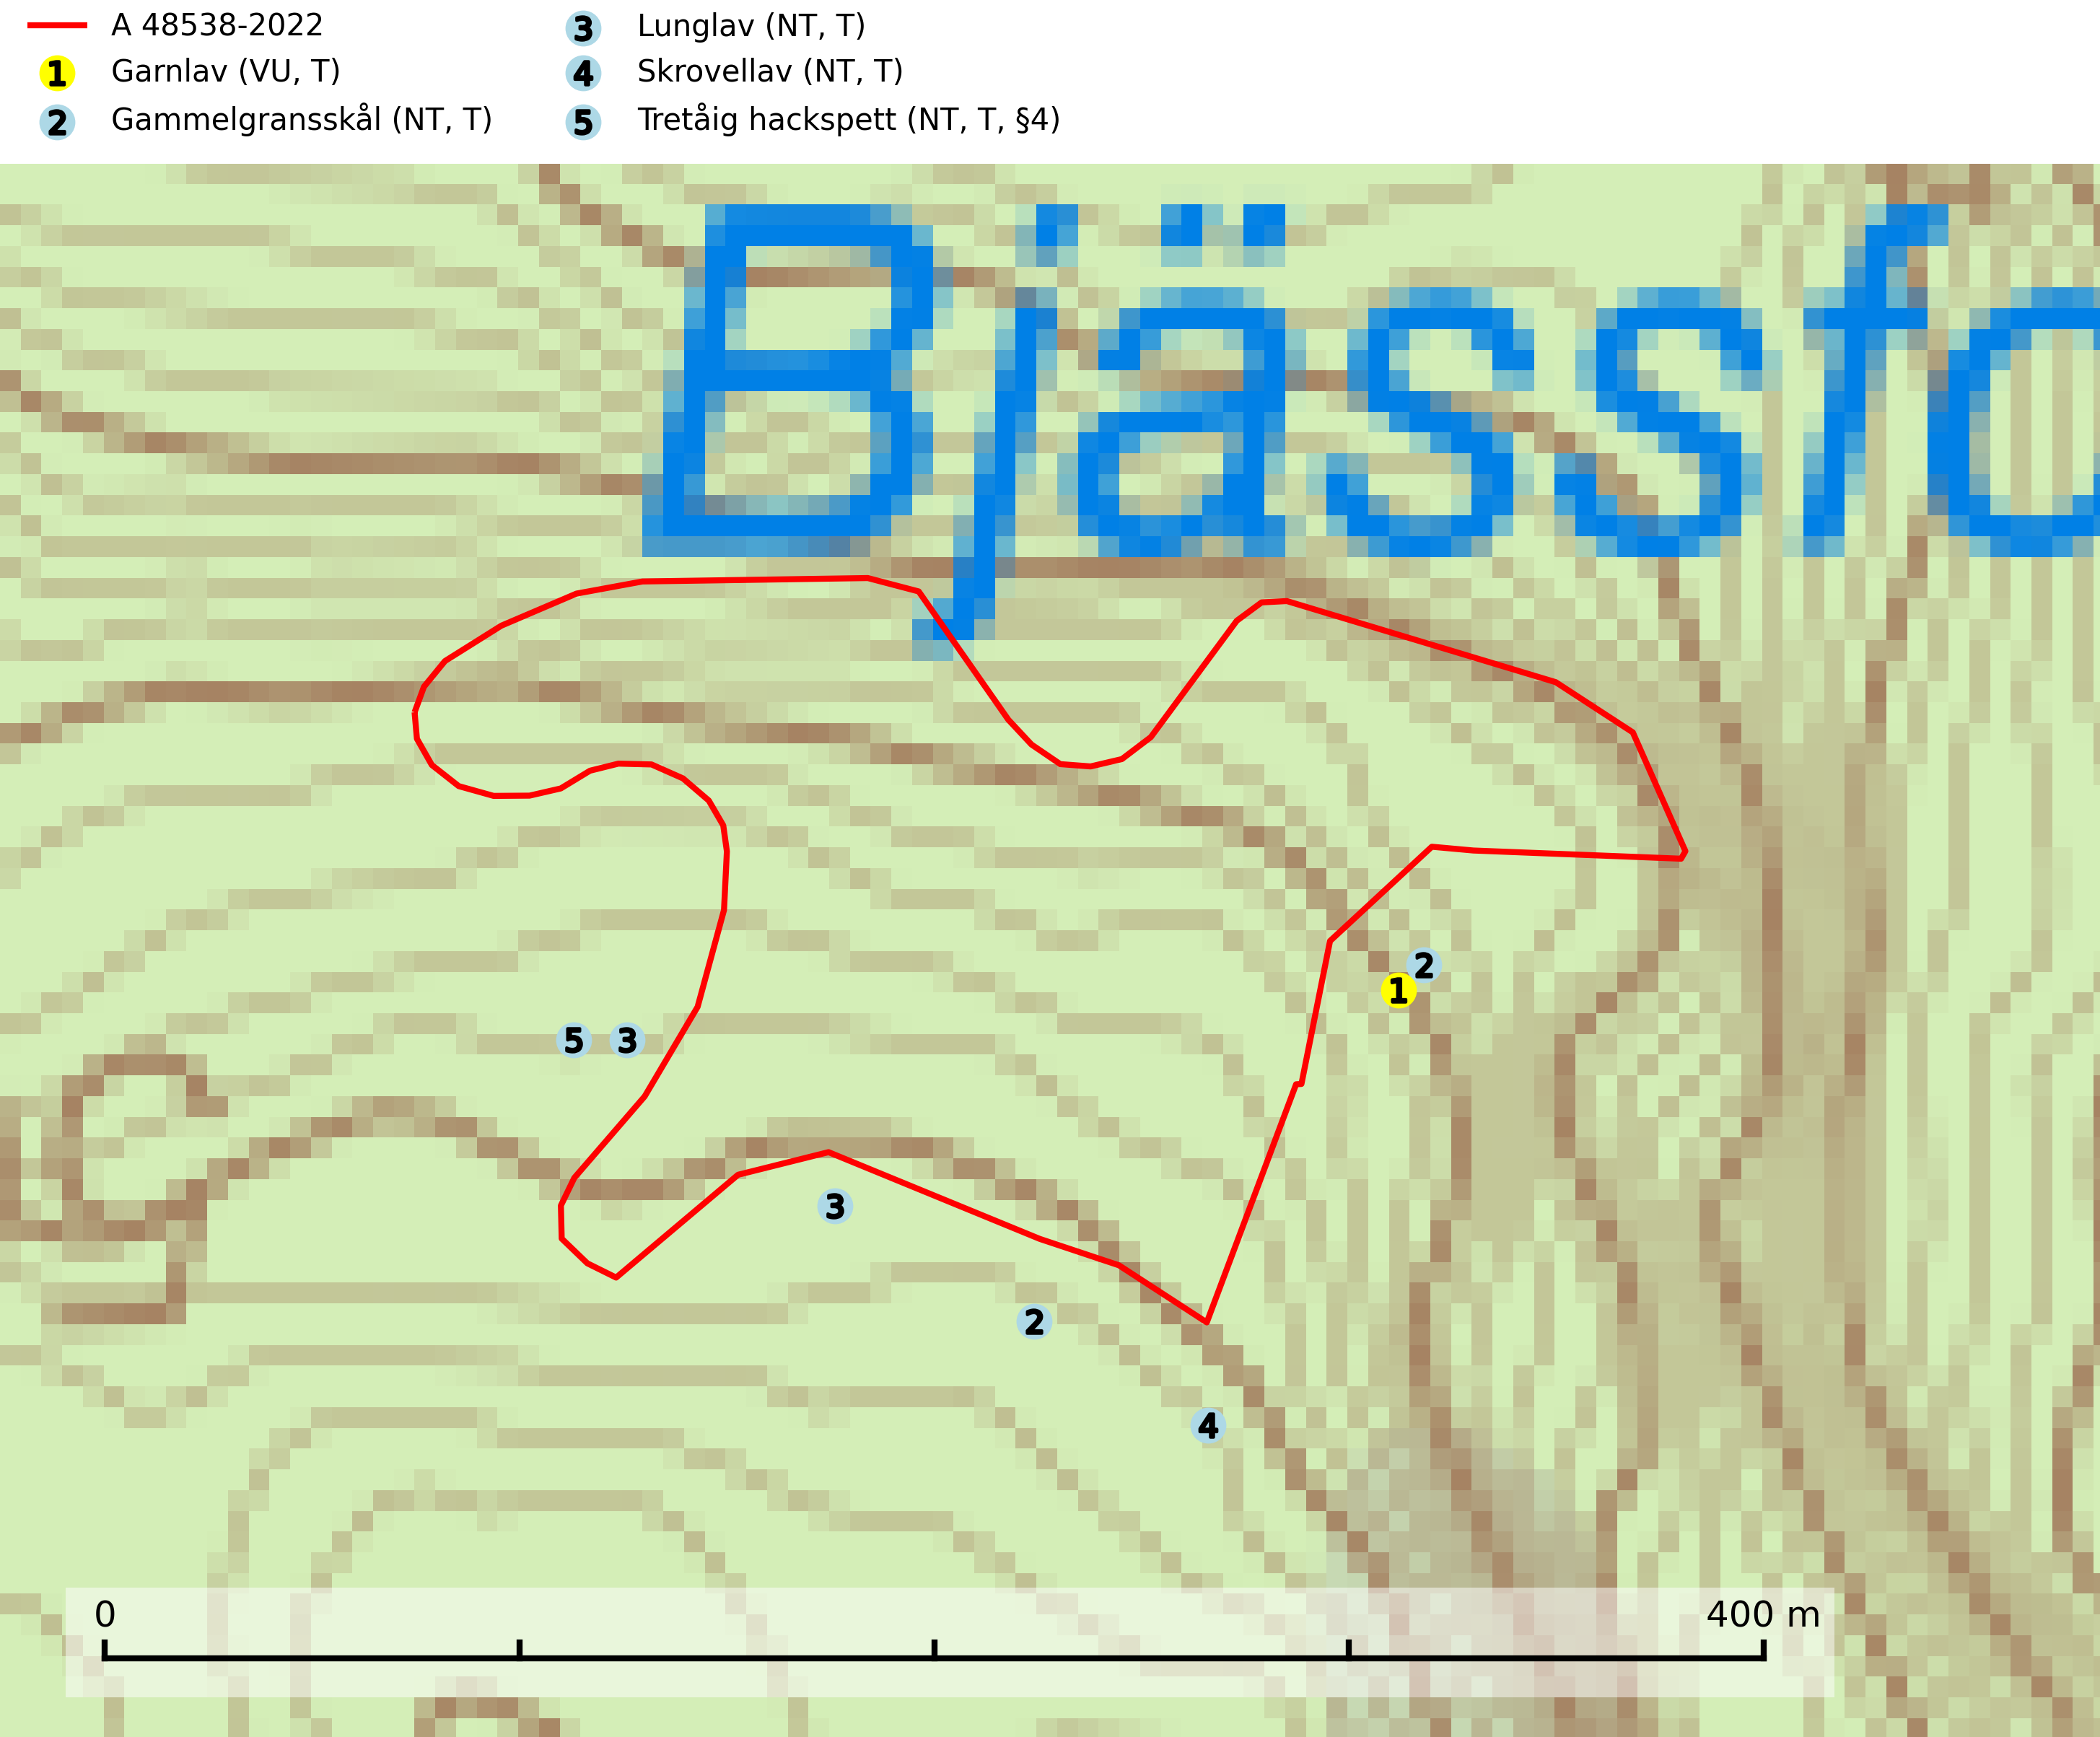 A 48538-2022
1 Garnlav (VU, T)
2 Gammelgransskål (NT, T)
3 Lunglav (NT, T)
4 Skrovellav (NT, T)
5 Tretåig hackspett (NT, T, §4)
2
1
5 3
3
2
4
0 400 m